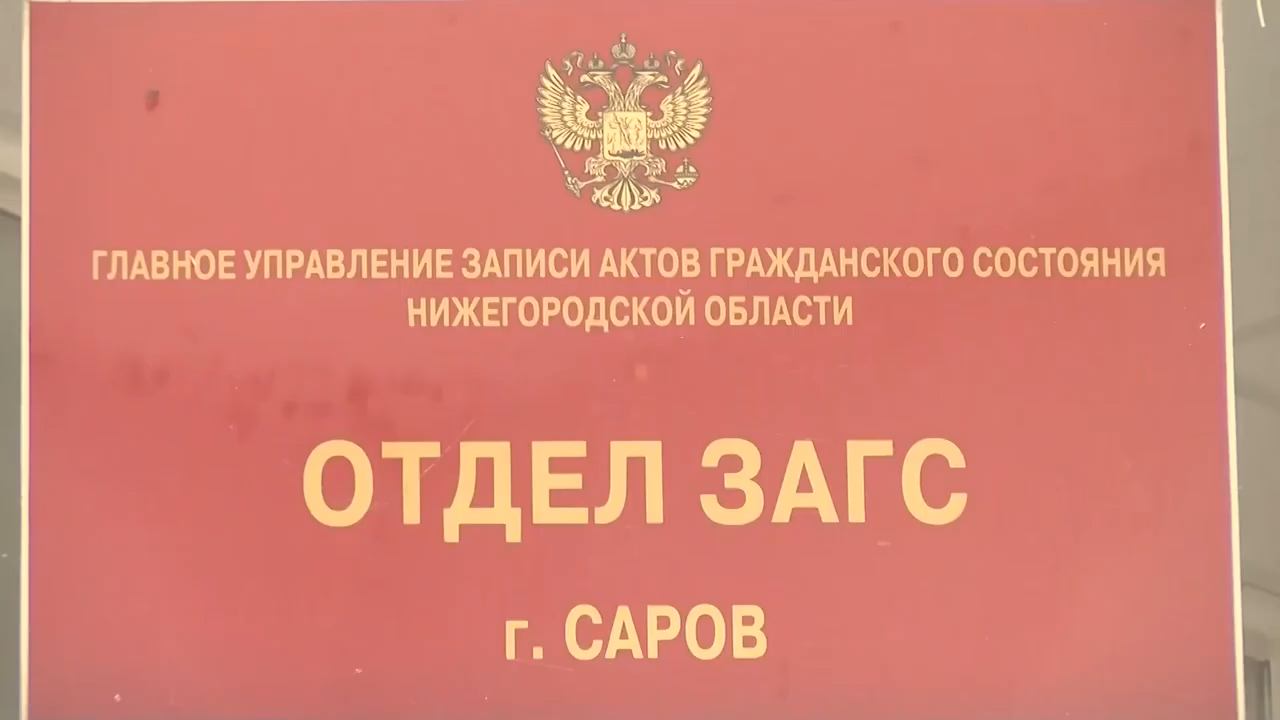 ГЛАВНОЕ УПРАВЛЕНИЕ ЗАПИСИ АКТОВ ГРАЖДАНСКОГО СОСТОЯНИЯ
НИЖЕГОРОДСКОЙ ОБЛАСТИ
ОТДЕЛ ЗАГС
г. САРОВ